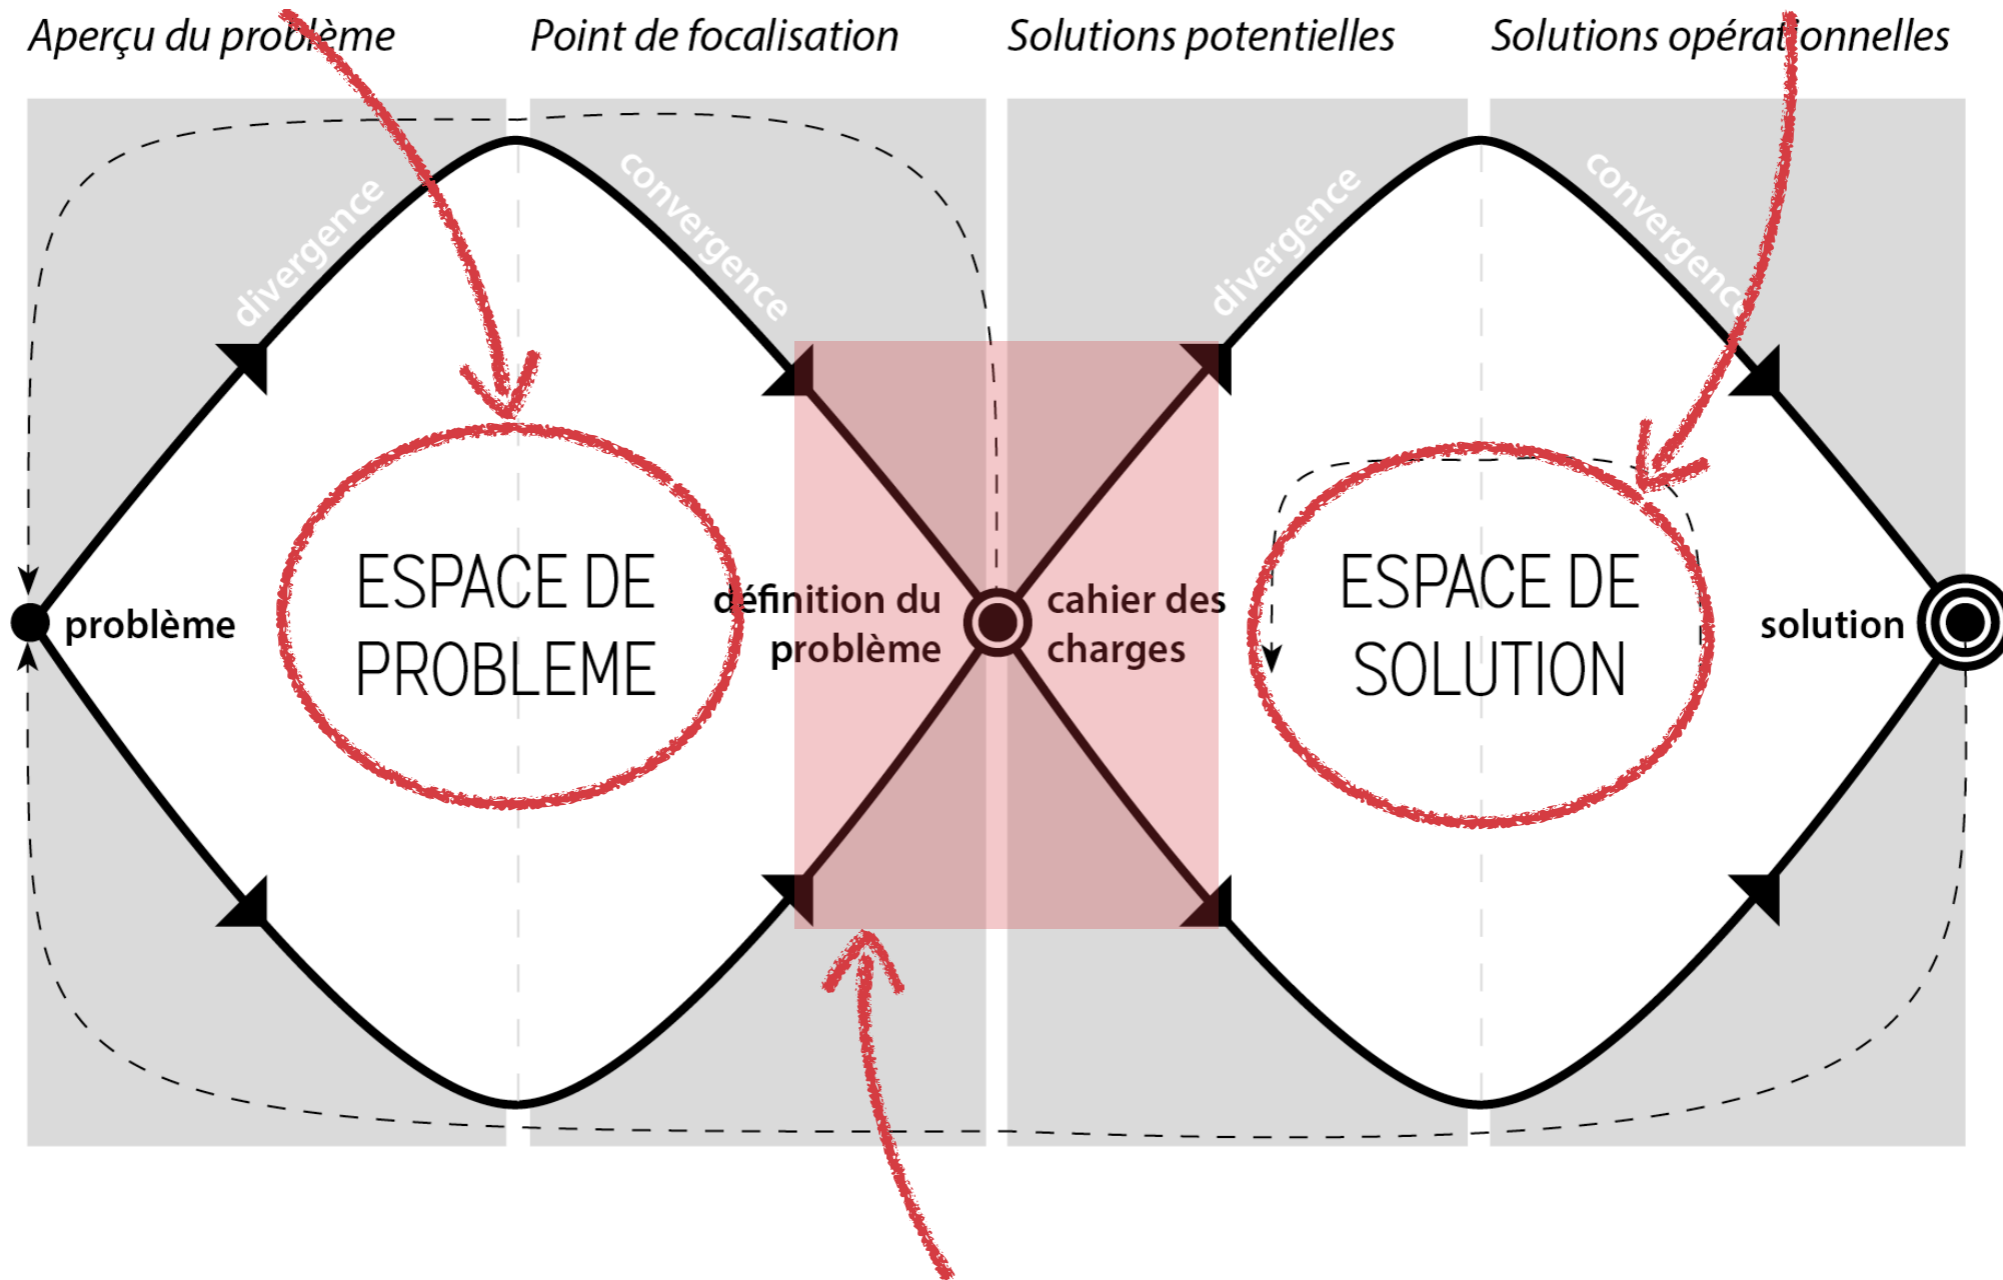 Aperçu du problème
Point de focalisation
Solutions potentielles
Solutions opérationnelles
divergence
convergence
divergence
convergence
ESPACE DE
PROBLEME
problème
définition du
problème
cahier des
charges
ESPACE DE
SOLUTION
solution